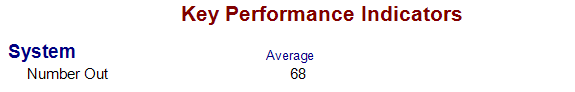 Key Performance Indicators
System Average
Number Out 68